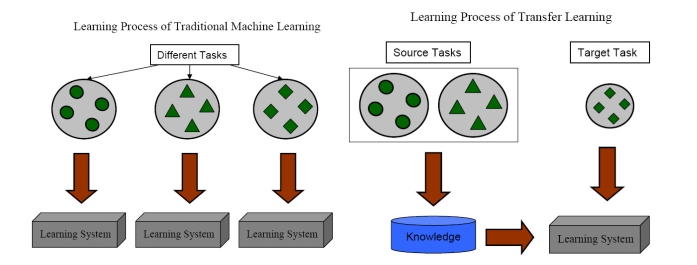 Learning Process of Traditional Machine Learning
Different Tasks
Learning System
Learning System
Learning System
Learning Process of Transfer Learning
Source Tasks
Target Task
Knowledge
Learning System